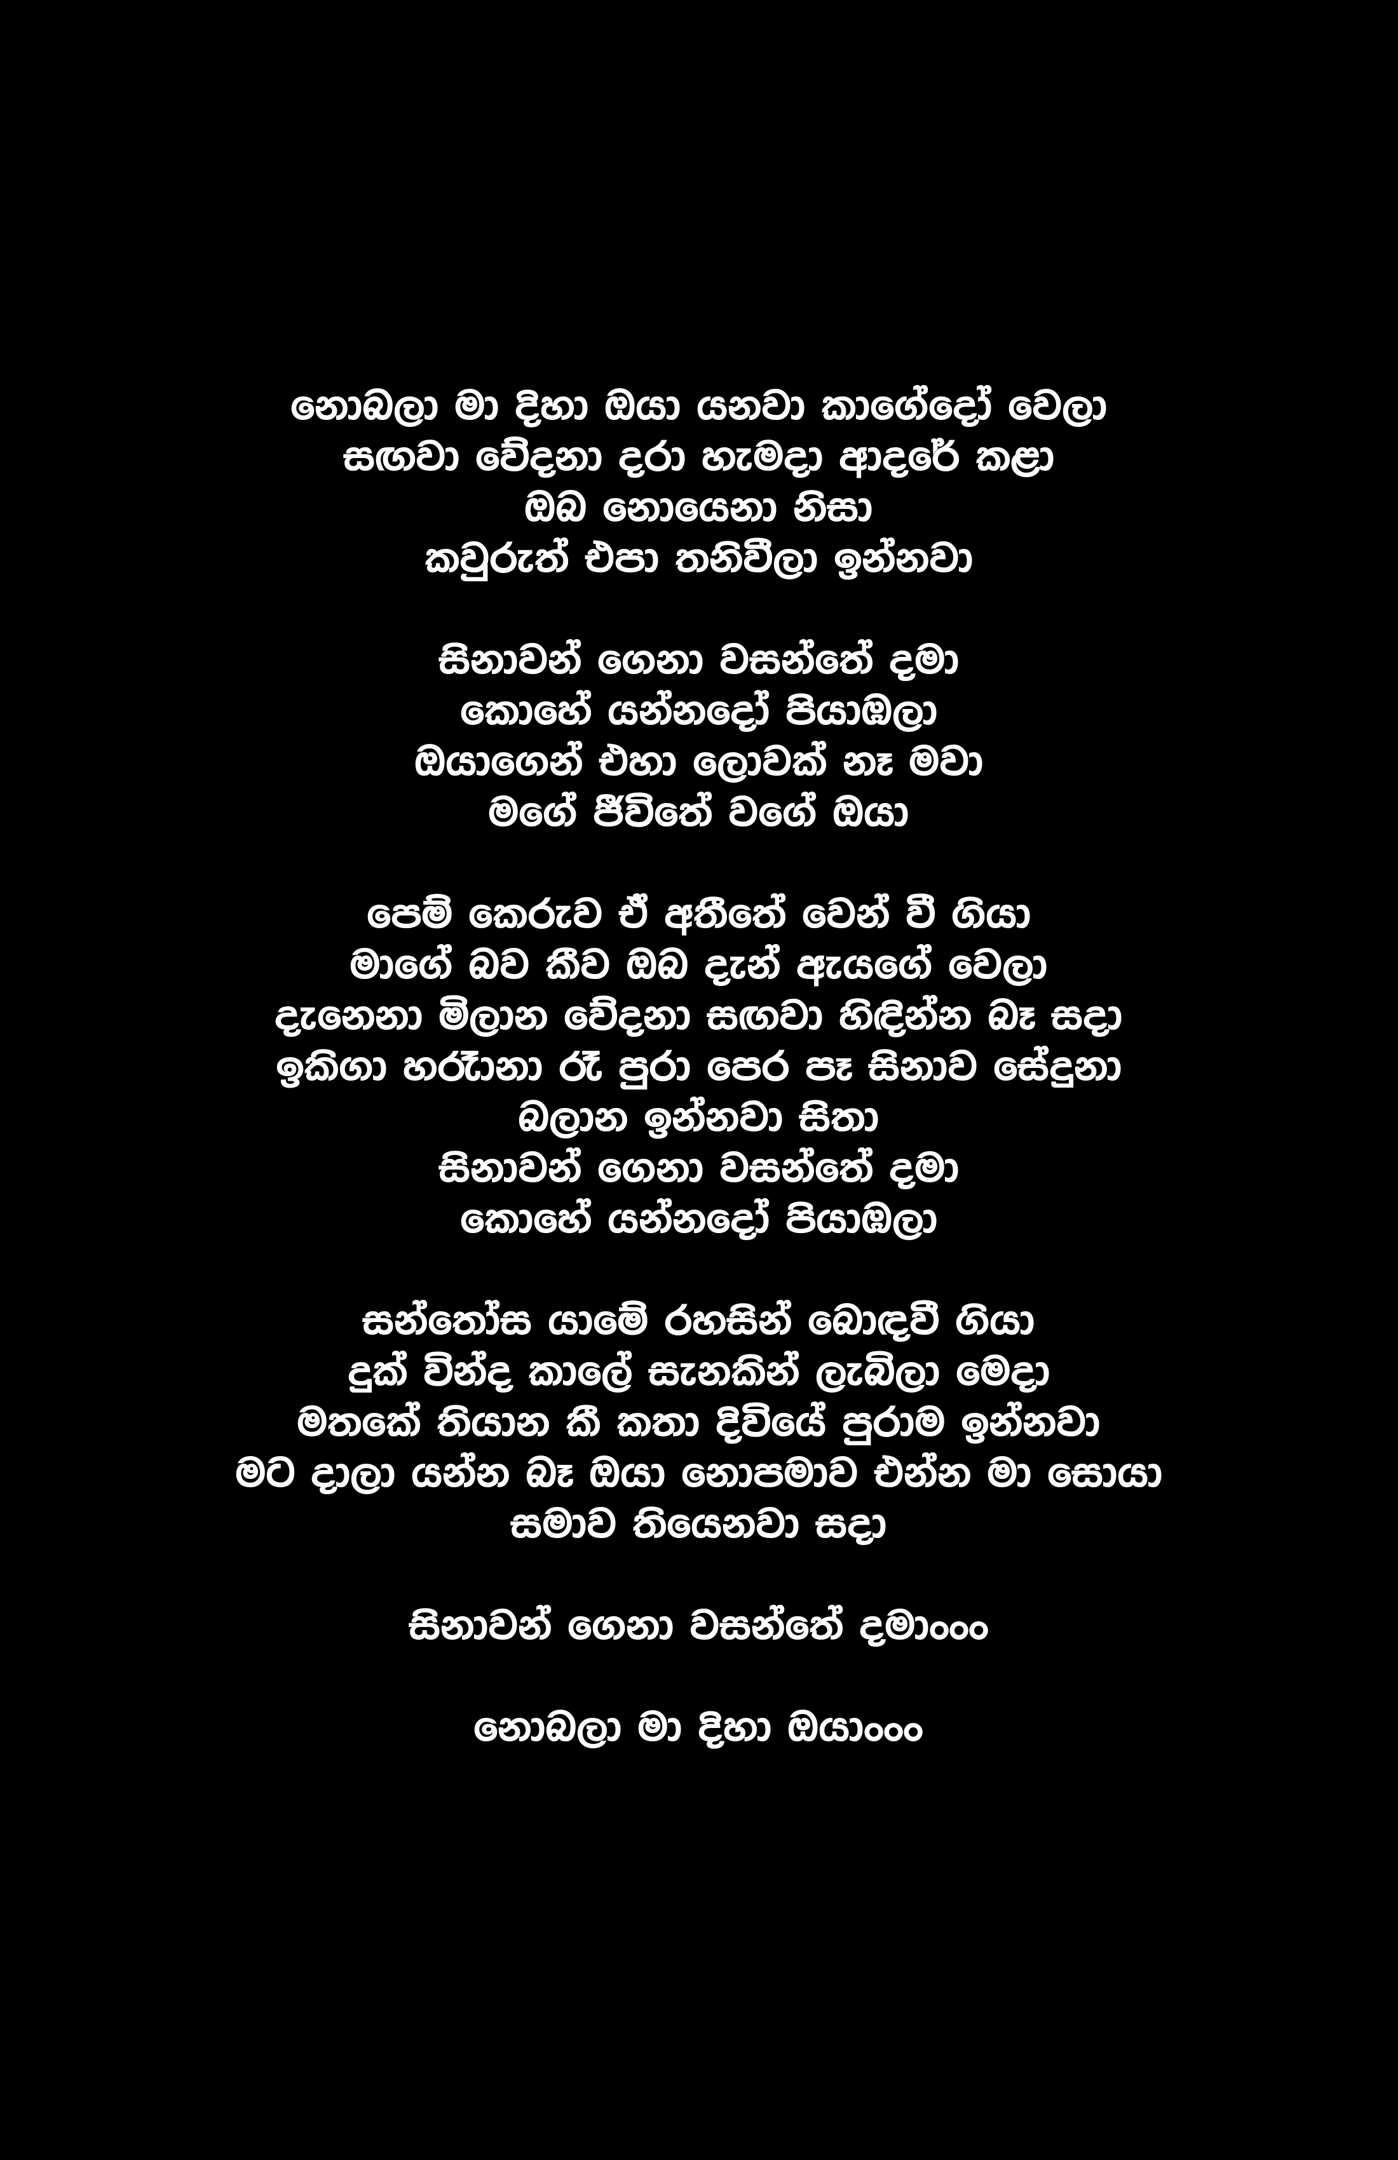 නොබලා මා දිහා ඔයා යනවා කාගේදෝ වෙලා
සඟවා වේදනා දරා හැමදා ආදරේ කළා
ඔබ නොයෙනා නිසා
කවුරුත් එපා තනිවීලා ඉන්නවා
සිනාවන් ගෙනා වසන්තේ දමා
කොහේ යන්නදෝ පියාඹලා
ඔයාගෙන් එහා ලොවක් නෑ මවා
මගේ ජීවිතේ වගේ ඔයා
පෙම් කෙරුව ඒ අතීතේ වෙන් වී ගියා
මාගේ බව කීව ඔබ දැන් ඇයගේ වෙලා
දැනෙනා මිලාන වේදනා සඟවා හිඳින්න බෑ සදා
ඉකිගා හරෑානා රෑ පුරා පෙර පෑ සිනාව සේදුනා
බලාන ඉන්නවා සිතා
සිනාවන් ගෙනා වසන්තේ දමා
කොහේ යන්නදෝ පියාඹලා
සන්තෝස යාමේ රහසින් බොඳවී ගියා
දුක් වින්ද කාලේ සැනකින් ලැබිලා මෙදා
මතකේ තියාන කී කතා දිවියේ පුරාම ඉන්නවා
මට දාලා යන්න බෑ ඔයා නොපමාව එන්න මා සොයා
සමාව තියෙනවා සදා
සිනාවන් ගෙනා වසන්තේ දමාංංං
නොබලා මා දිහා ඔයාංංං